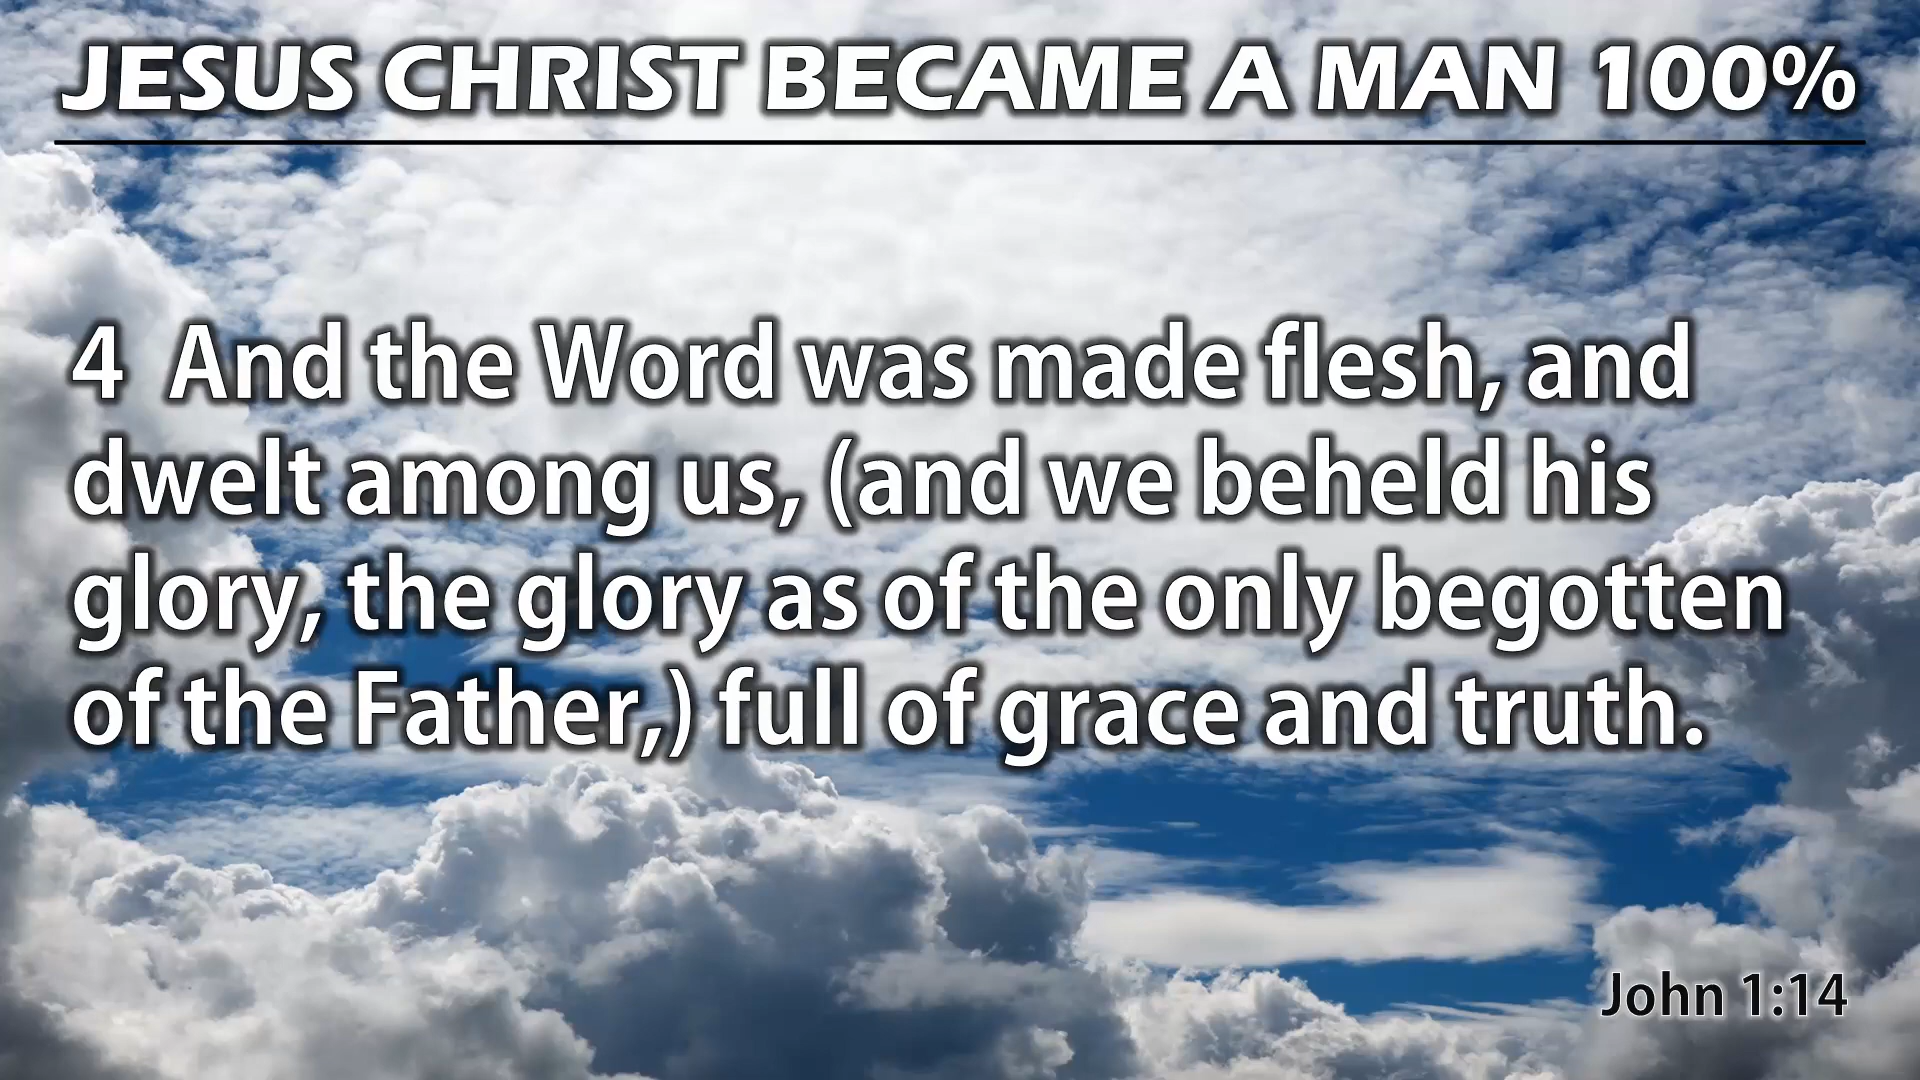 JESUS CHRIST BECAME A MAN 100%
4 And the Word was made flesh, and
dwelt among us, (and we beheld his
glory, the glory as of the only begotten
of the Father,) full of grace and truth.
John 1:14